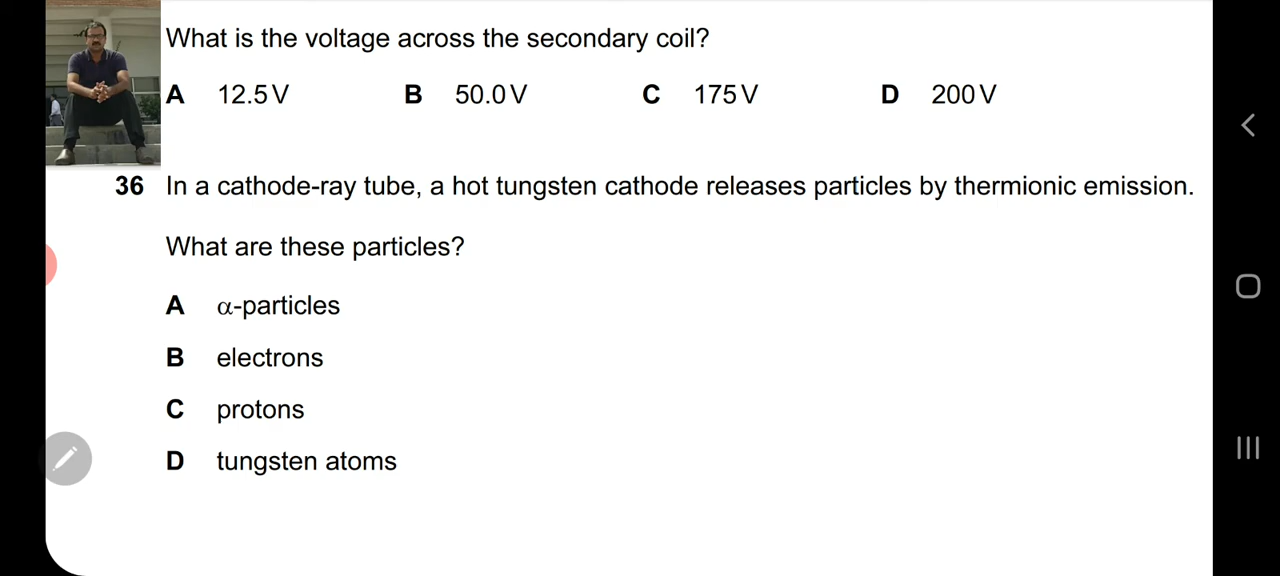 What is the voltage across the secondary coil?
A 12.5 V B 50.0 V C 175 V D 200 V
36 In a cathode-ray tube, a hot tungsten cathode releases particles by thermionic emission.
What are these particles?
A α-particles
B electrons
C protons
D tungsten atoms